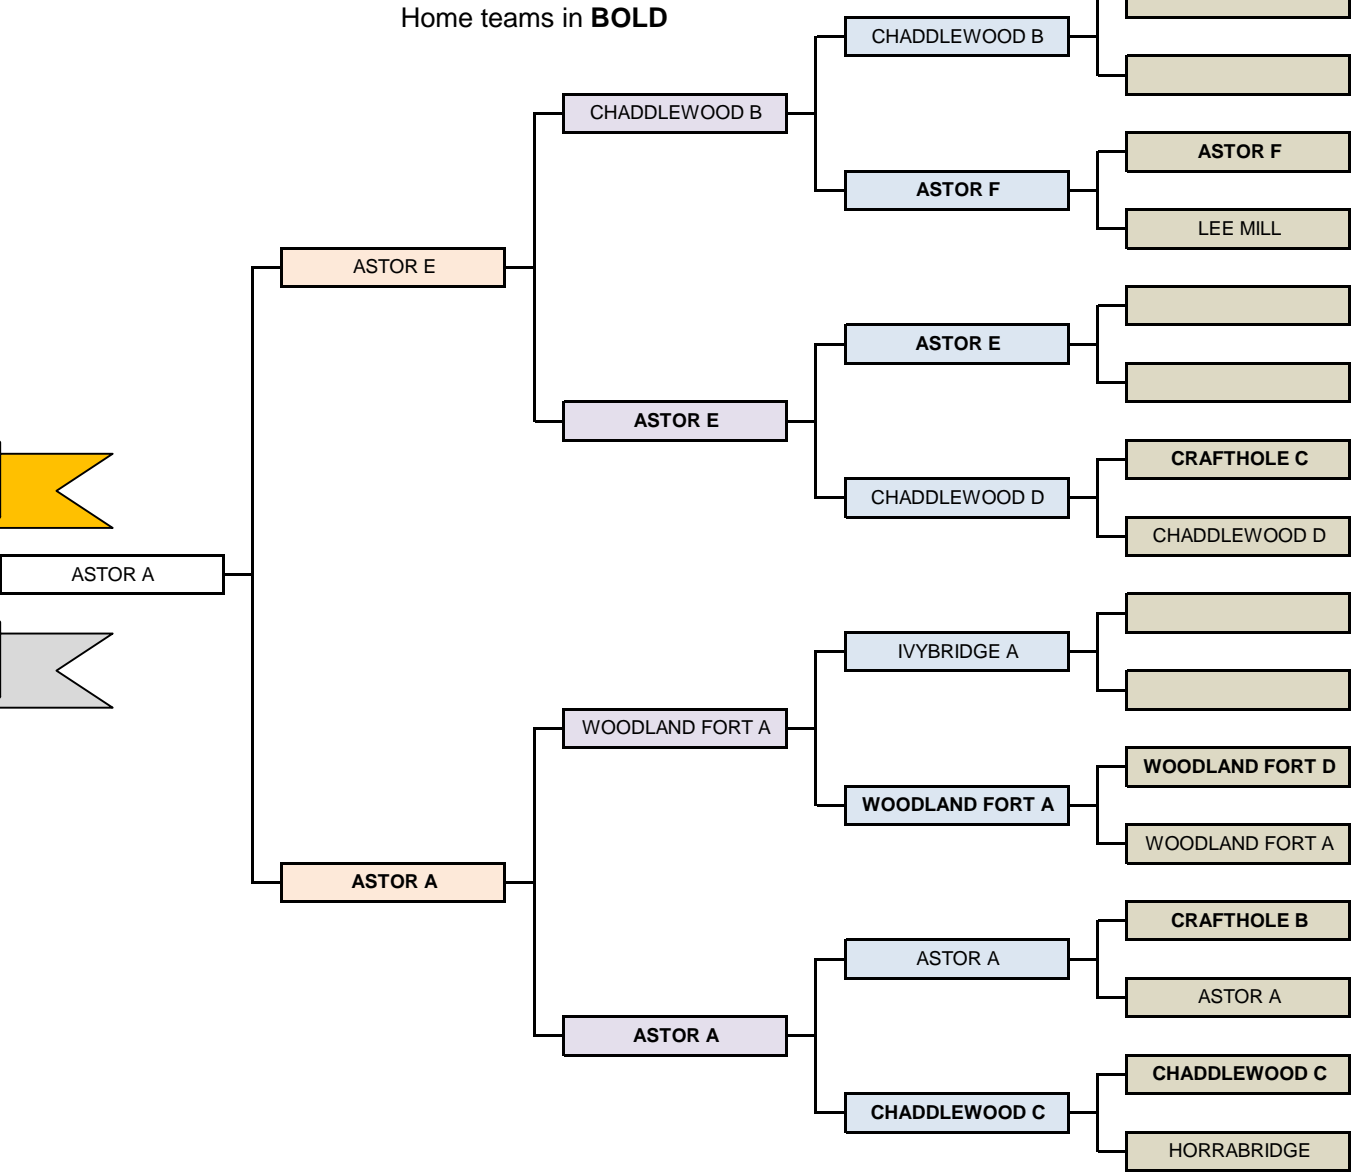 Home teams in BOLD
CHADDLEWOOD B
CHADDLEWOOD B
ASTOR F
ASTOR F
LEE MILL
ASTOR E
ASTOR E
ASTOR E
CRAFTHOLE C
CHADDLEWOOD D
CHADDLEWOOD D
ASTOR A
IVYBRIDGE A
WOODLAND FORT A
WOODLAND FORT D
WOODLAND FORT A
WOODLAND FORT A
ASTOR A
CRAFTHOLE B
ASTOR A
ASTOR A
ASTOR A
CHADDLEWOOD C
CHADDLEWOOD C
HORRABRIDGE